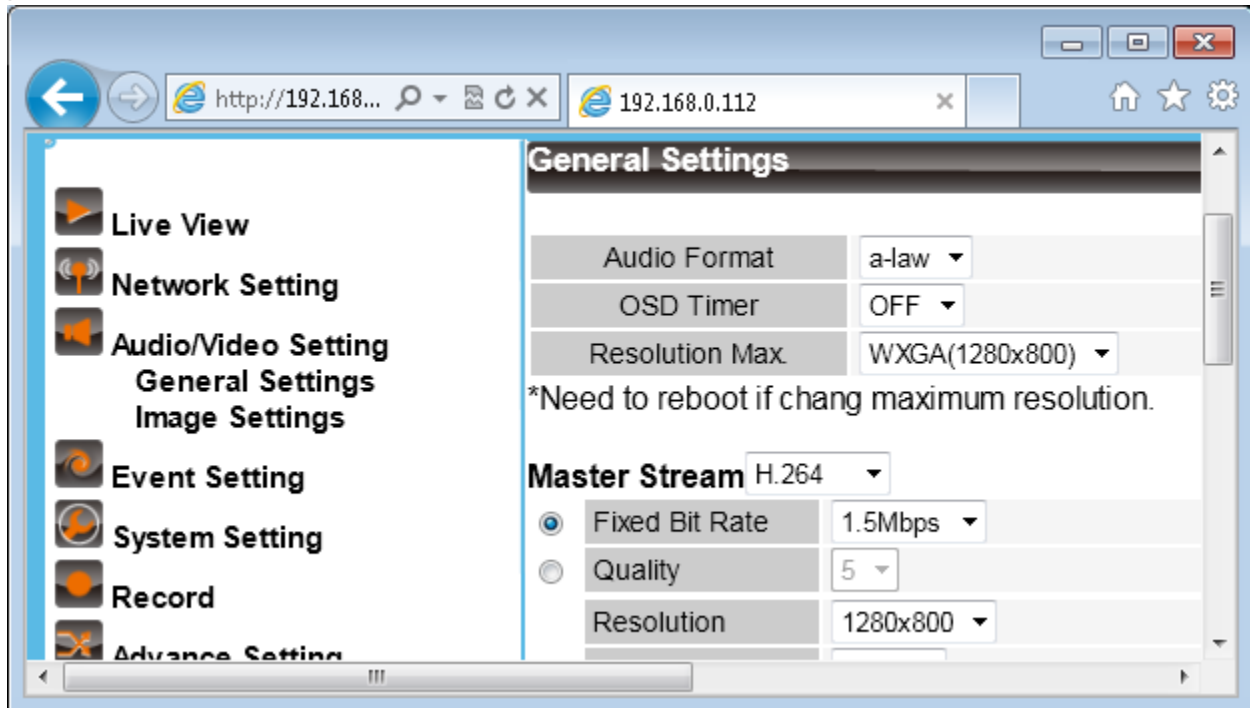 http://192.168...
192.168.0.112
Live View
Network Setting
Audio/Video Setting
General Settings
Image Settings
Event Setting
System Setting
Record
Advance Setting
General Settings
Audio Format a-law
OSD Timer OFF
Resolution Max. WXGA(1280x800)
*Need to reboot if chang maximum resolution.
Master Stream H.264
Fixed Bit Rate 1.5Mbps
Quality 5
Resolution 1280x800